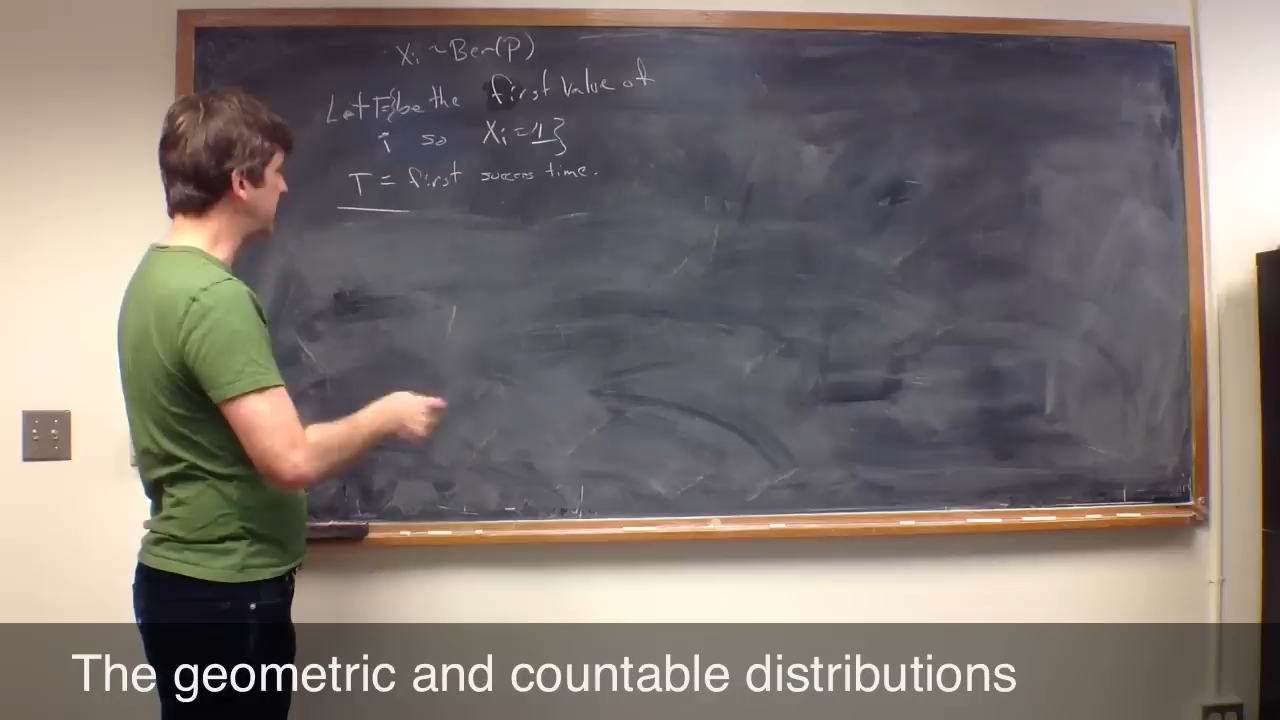 Xi ~ Ber(p)
Let T={be the first value of
i so Xi = 1}
T = first success time.
The geometric and countable distributions